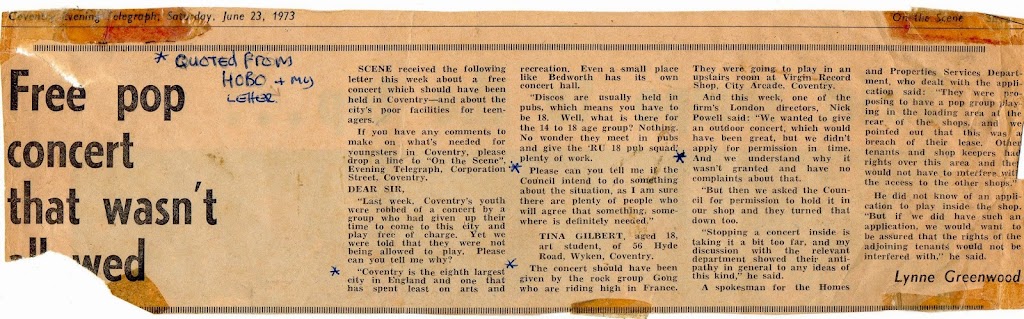 Coventry Evening Telegraph, Saturday, June 23, 1973
On the Scene
* QUOTED FROM
HOBO + MY
LETTER
Free pop
concert
that wasn't
allowed
SCENE received the following
letter this week about a free
concert which should have been
held in Coventry—and about the
city's poor facilities for teen-
agers.
If you have any comments to
make on what's needed for
youngsters in Coventry, please
drop a line to "On the Scene",
Evening Telegraph, Corporation
Street, Coventry.
DEAR SIR,
"Last week, Coventry's youth
were robbed of a concert by a
group who had given up their
time to come to this city and
play free of charge. Yet we
were told that they were not
being allowed to play. Please
can you tell me why?
* "Coventry is the eighth largest
city in England and one that
has spent least on arts and
recreation. Even a small place
like Bedworth has its own
concert hall.
"Discos are usually held in
pubs, which means you have to
be 18. Well, what is there for
the 14 to 18 age group? Nothing.
No wonder they meet in pubs
and give the 'RU 18 pub squad'
plenty of work. *
* Please can you tell me if the
Council intend to do something
about the situation, as I am sure
there are plenty of people who
will agree that something, some-
where is definitely needed."
TINA GILBERT, aged 18,
art student, of 56 Hyde
Road, Wyken, Coventry.
* The concert should have been
given by the rock group Gong
who are riding high in France.
They were going to play in an
upstairs room at Virgin Record
Shop, City Arcade, Coventry.
And this week, one of the
firm's London directors, Nick
Powell said: "We wanted to give
an outdoor concert, which would
have been great, but we didn't
apply for permission in time.
And we understand why it
wasn't granted and have no
complaints about that.
"But then we asked the Coun-
cil for permission to hold it in
our shop and they turned that
down too.
"Stopping a concert inside is
taking it a bit too far, and my
discussion with the relevant
department showed their anti-
pathy in general to any ideas of
this kind," he said.
A spokesman for the Homes
and Properties Services Depart-
ment, who dealt with the appli-
cation said: "They were pro-
posing to have a pop group play-
ing in the loading area at the
rear of the shops, and we
pointed out that this was a
breach of their lease. Other
tenants and shop keepers had
rights over this area and they
would not have to interfere with
the access to the other shops."
He did not know of an appli-
cation to play inside the shop.
"But if we did have such an
application, we would want to
be assured that the rights of the
adjoining tenants would not be
interfered with," he said.
Lynne Greenwood